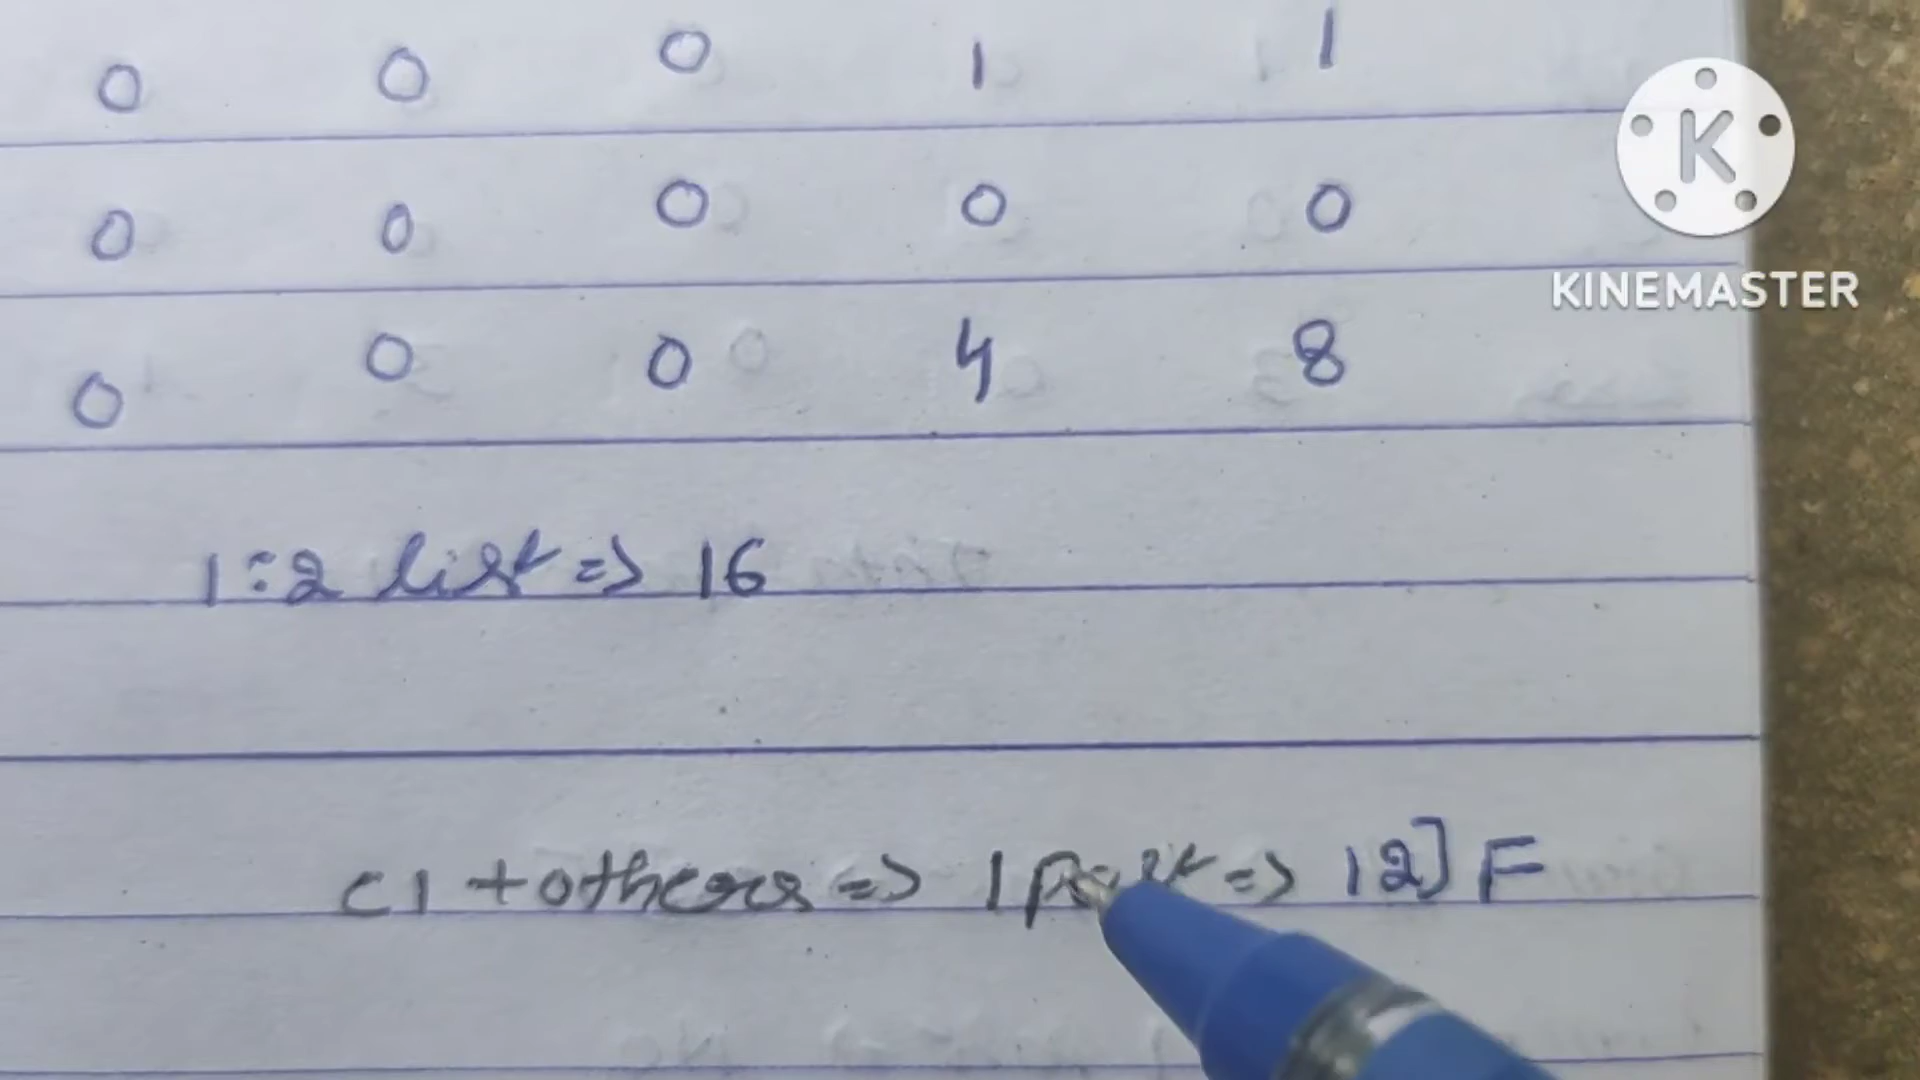 0 0 0 1 1
0 0 0 0 0
0 0 0 4 8
K
KINEMASTER
1:2 list => 16
C1 + others => 1 => 12] F